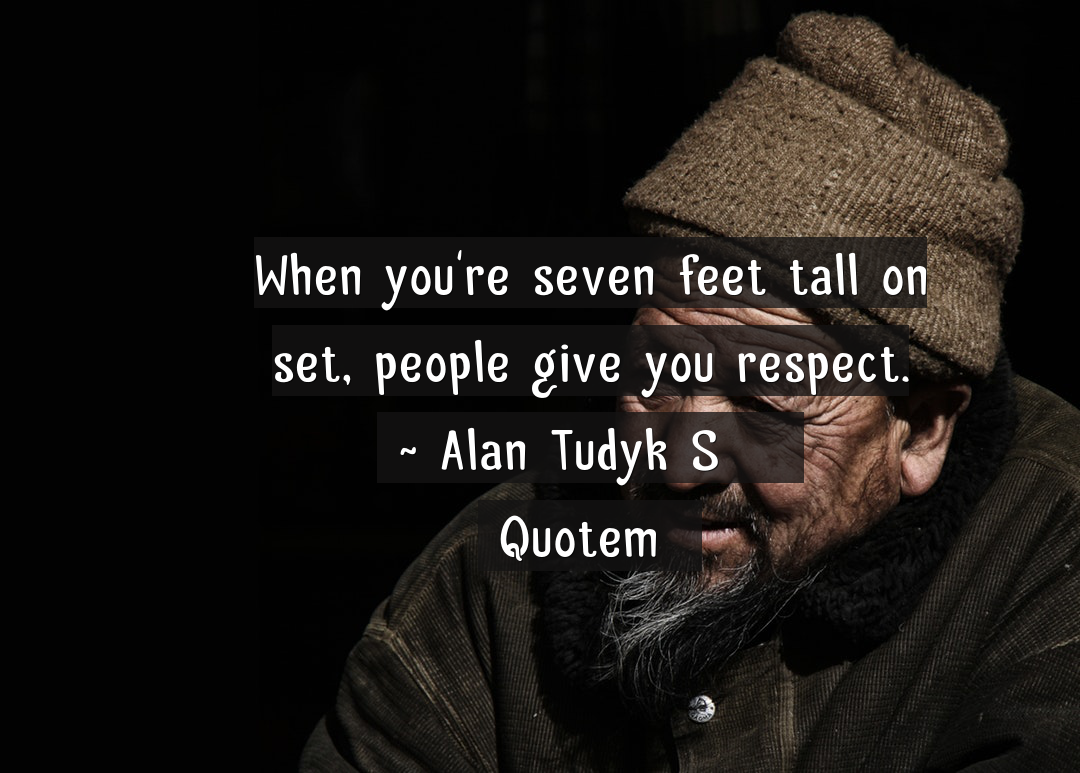 When you're seven feet tall on
set, people give you respect.
~ Alan Tudyk S
Quotem